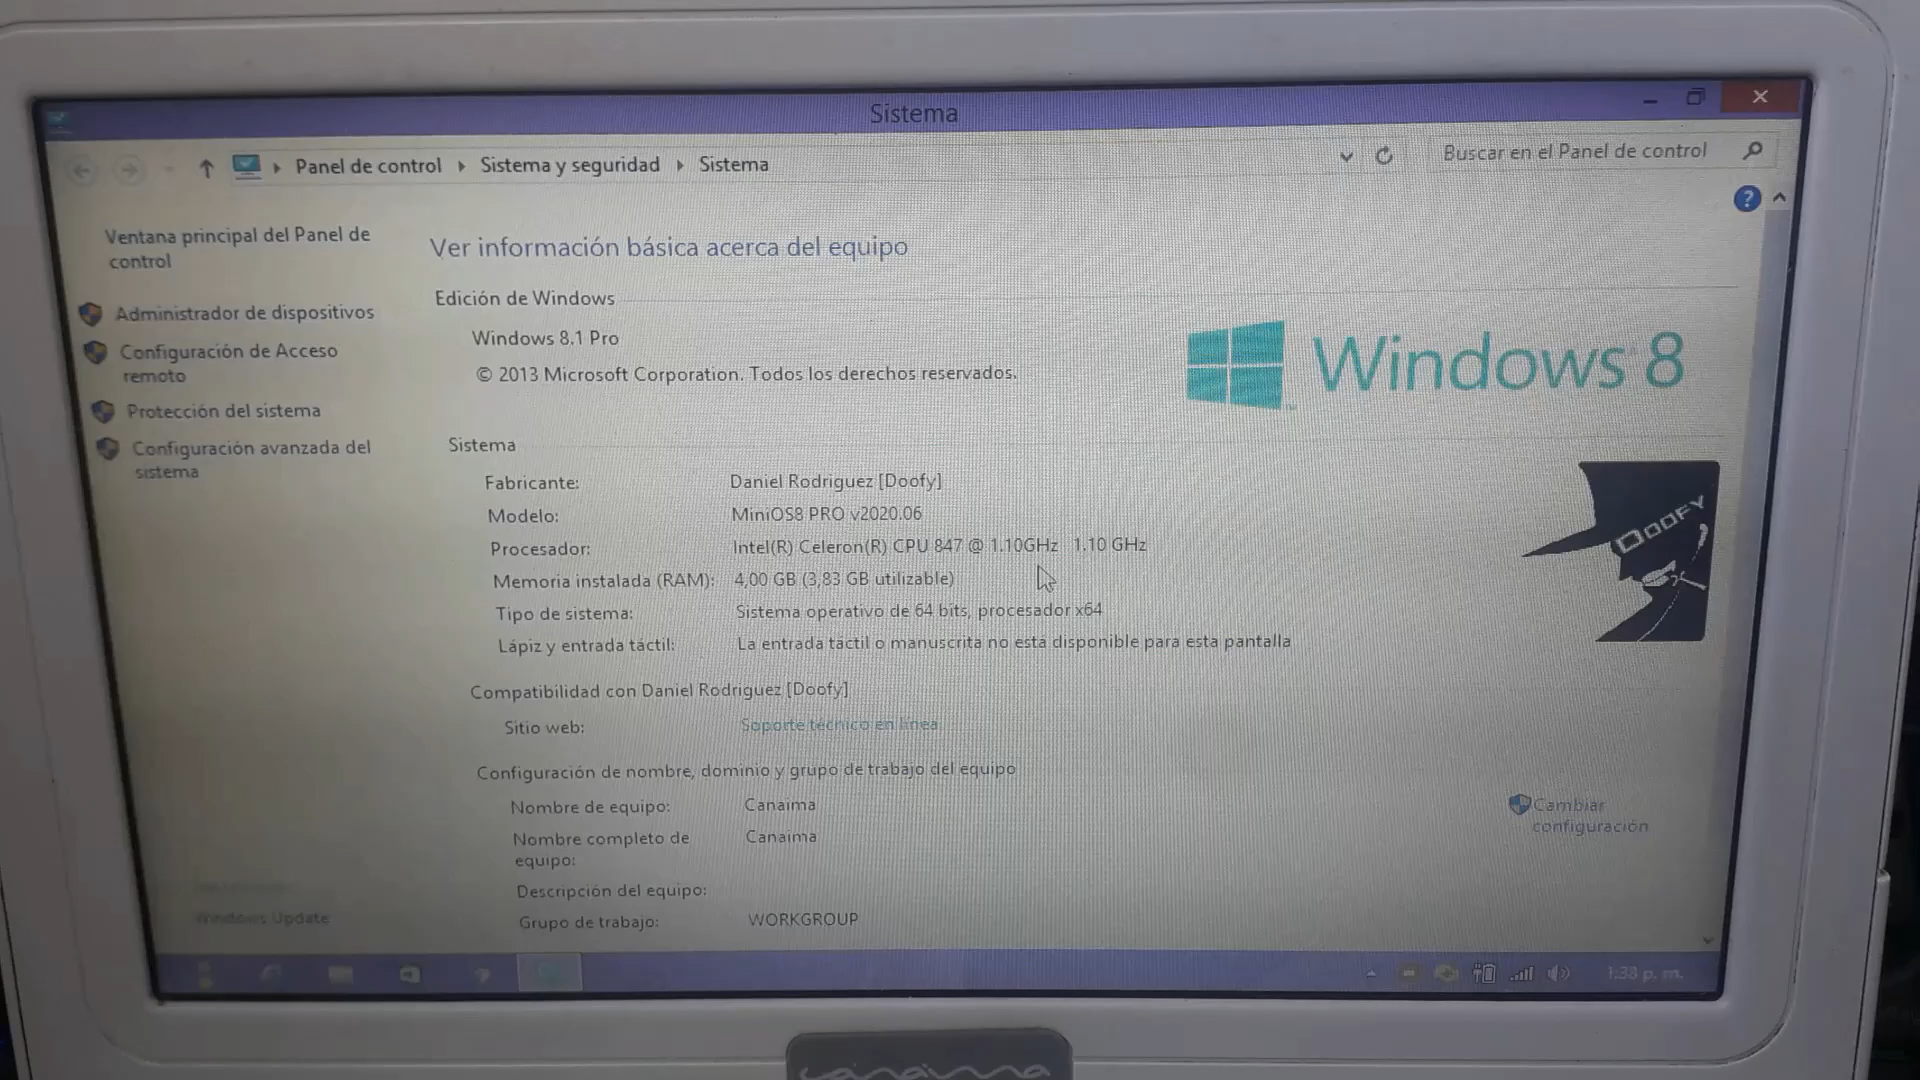 Sistema
Panel de control
Sistema y seguridad
Sistema
Buscar en el Panel de control
Ventana principal del Panel de
control
Administrador de dispositivos
Configuración de Acceso
remoto
Protección del sistema
Configuración avanzada del
sistema
Windows Update
Ver información básica acerca del equipo
Edición de Windows
Windows 8.1 Pro
© 2013 Microsoft Corporation. Todos los derechos reservados.
Windows 8
Sistema
Fabricante: Daniel Rodriguez [Doofy]
Modelo: MiniOS8 PRO v2020.06
Procesador: Intel(R) Celeron(R) CPU 847 @ 1.10GHz 1.10 GHz
Memoria instalada (RAM): 4,00 GB (3,83 GB utilizable)
Tipo de sistema: Sistema operativo de 64 bits, procesador x64
Lápiz y entrada táctil: La entrada táctil o manuscrita no está disponible para esta pantalla
DOOFY
Compatibilidad con Daniel Rodriguez [Doofy]
Sitio web: Soporte técnico en línea
Configuración de nombre, dominio y grupo de trabajo del equipo
Nombre de equipo: Canaima
Nombre completo de Canaima
equipo:
Descripción del equipo:
Grupo de trabajo: WORKGROUP
Cambiar
configuración
1:33 p. m.
canaima